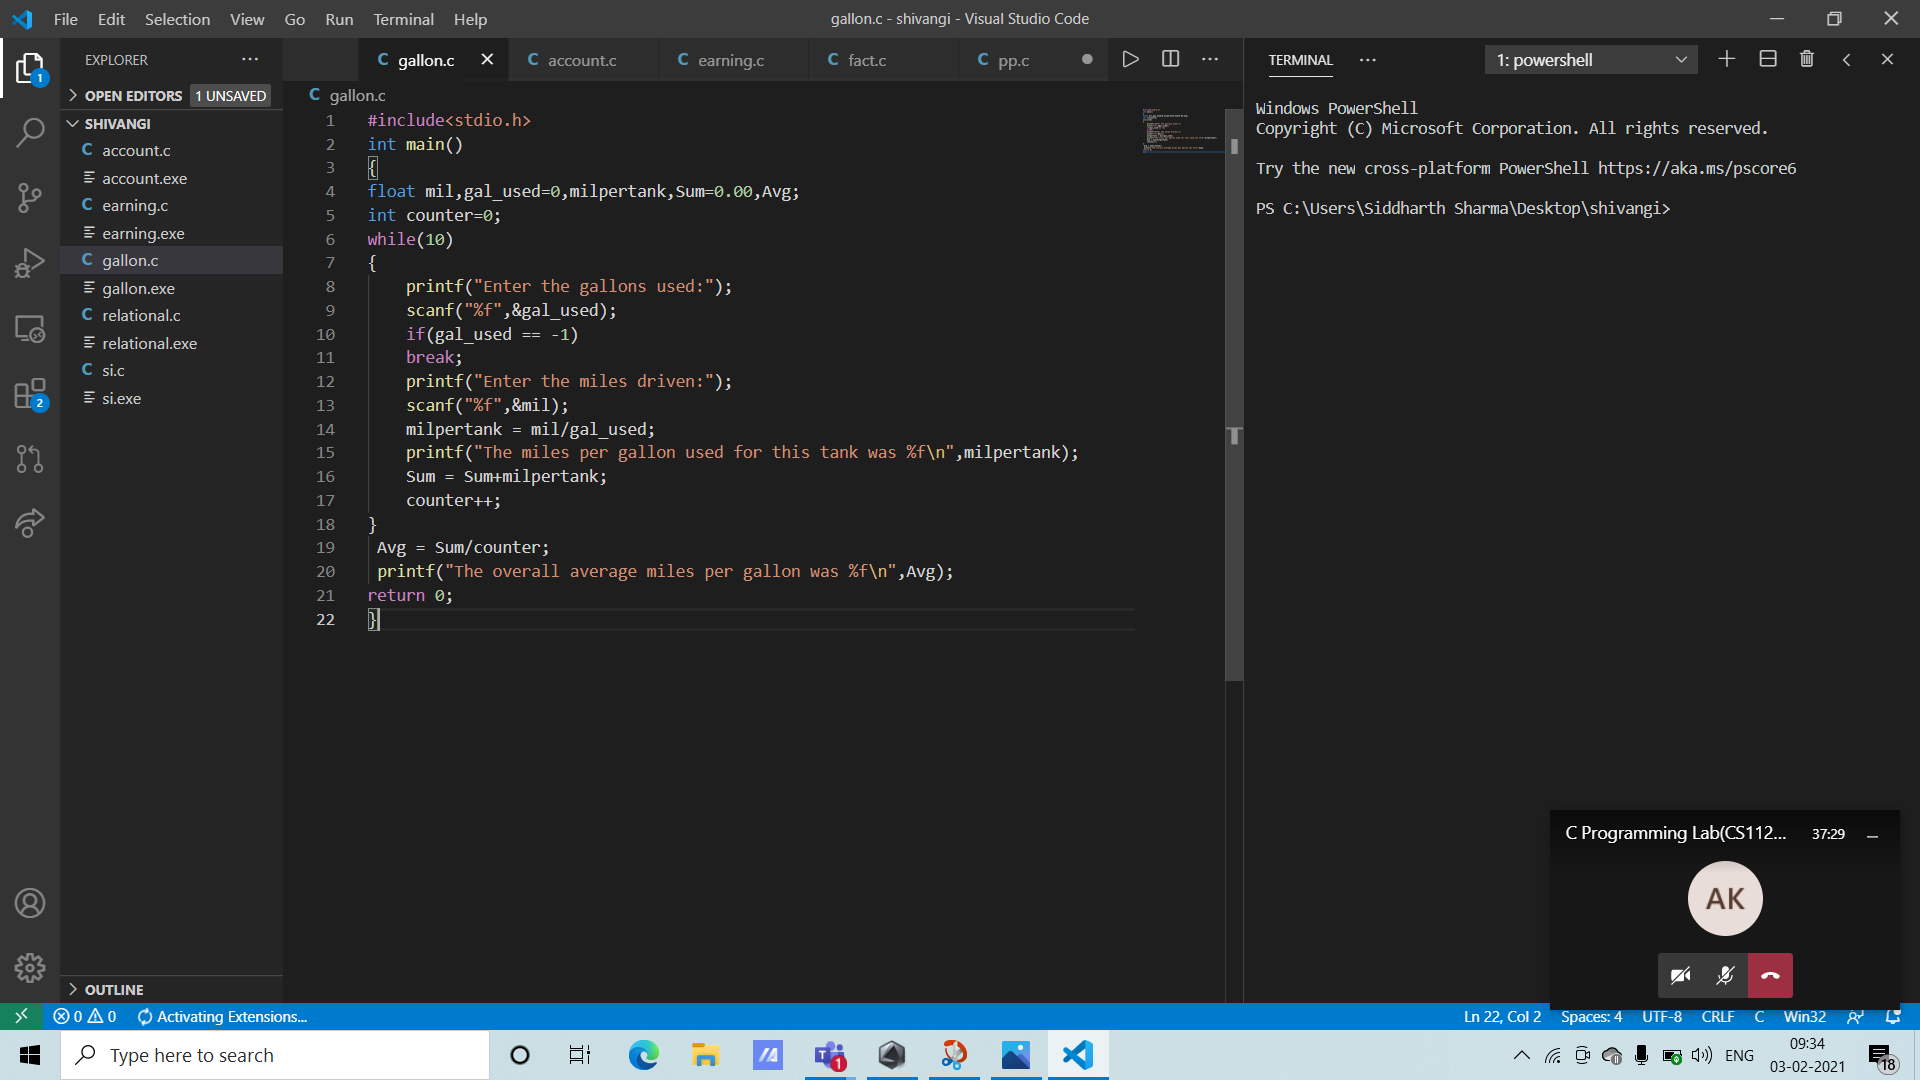 File Edit Selection View Go Run Terminal Help
gallon.c - shivangi - Visual Studio Code
EXPLORER
OPEN EDITORS 1 UNSAVED
SHIVANGI
account.c
account.exe
earning.c
earning.exe
gallon.c
gallon.exe
relational.c
relational.exe
si.c
si.exe
OUTLINE
1
2
gallon.c account.c earning.c fact.c pp.c
gallon.c
1 #include<stdio.h>
2 int main()
3 {
4 float mil,gal_used=0,milpertank,Sum=0.00,Avg;
5 int counter=0;
6 while(10)
7 {
8 printf("Enter the gallons used:");
9 scanf("%f",&gal_used);
10 if(gal_used == -1)
11 break;
12 printf("Enter the miles driven:");
13 scanf("%f",&mil);
14 milpertank = mil/gal_used;
15 printf("The miles per gallon used for this tank was %f\n",milpertank);
16 Sum = Sum+milpertank;
17 counter++;
18 }
19 Avg = Sum/counter;
20 printf("The overall average miles per gallon was %f\n",Avg);
21 return 0;
22 }
TERMINAL 1: powershell
Windows PowerShell
Copyright (C) Microsoft Corporation. All rights reserved.
Try the new cross-platform PowerShell https://aka.ms/pscore6
PS C:\Users\Siddharth Sharma\Desktop\shivangi>
C Programming Lab(CS112... 37:29
AK
0 0 Activating Extensions...
Ln 22, Col 2 Spaces: 4 UTF-8 CRLF C Win32
Type here to search
1
ENG
09:34
03-02-2021
18